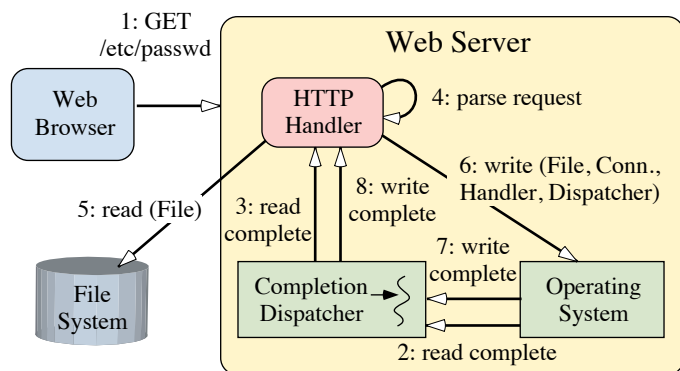 1: GET
/etc/passwd
Web Server
Web
Browser
HTTP
Handler
4: parse request
5: read (File)
3: read
complete
8: write
complete
6: write (File, Conn.,
Handler, Dispatcher)
7: write
complete
File
System
Completion
Dispatcher
Operating
System
2: read complete